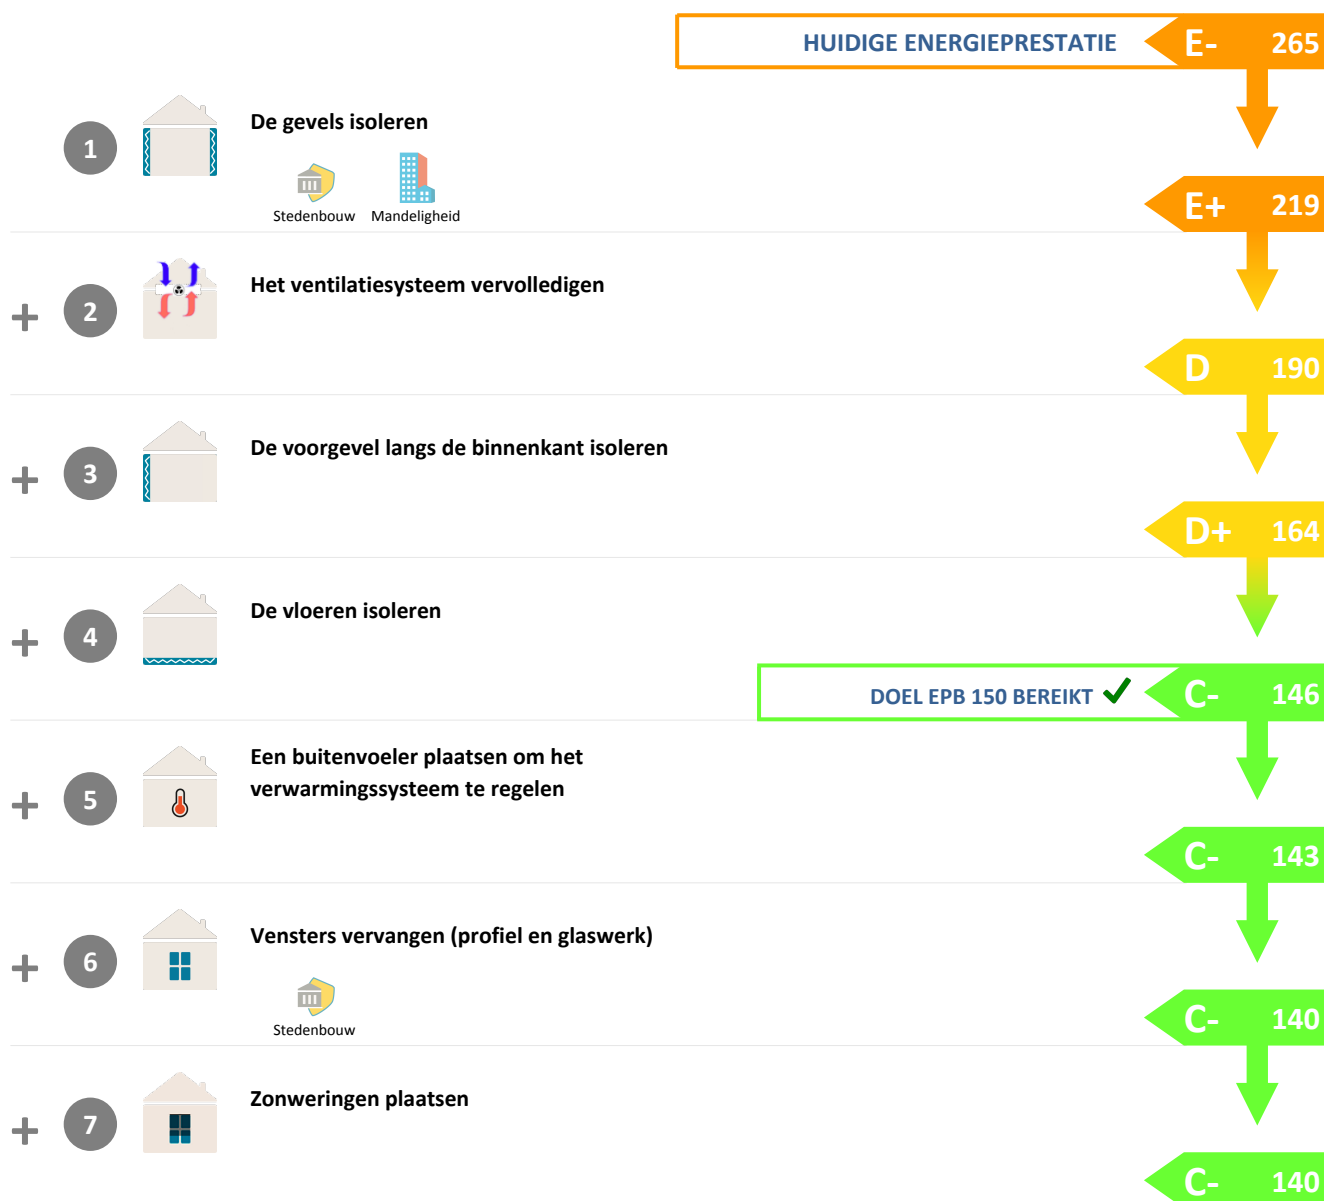 HUIDIGE ENERGIEPRESTATIE E- 265
1 De gevels isoleren
Stedenbouw Mandeligheid
E+ 219
+ 2 Het ventilatiesysteem vervolledigen
D 190
+ 3 De voorgevel langs de binnenkant isoleren
D+ 164
+ 4 De vloeren isoleren
DOEL EPB 150 BEREIKT ✔ C- 146
+ 5 Een buitenvoeler plaatsen om het
verwarmingssysteem te regelen
C- 143
+ 6 Vensters vervangen (profiel en glaswerk)
Stedenbouw
C- 140
+ 7 Zonweringen plaatsen
C- 140